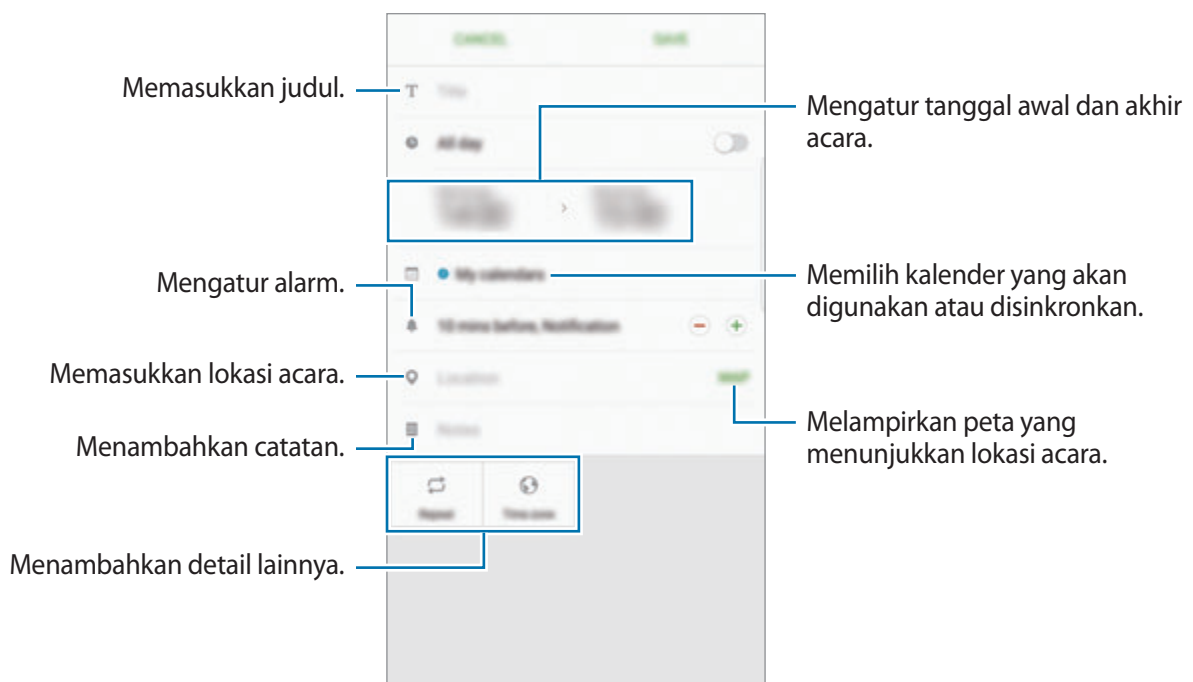 CANCEL
SAVE
Memasukkan judul.
Title
Mengatur tanggal awal dan akhir
acara.
All day
Mengatur alarm.
My calendars
Memilih kalender yang akan
digunakan atau disinkronkan.
10 mins before, Notification
Memasukkan lokasi acara.
Location
MAP
Melampirkan peta yang
menunjukkan lokasi acara.
Menambahkan catatan.
Notes
Repeat
Time zone
Menambahkan detail lainnya.